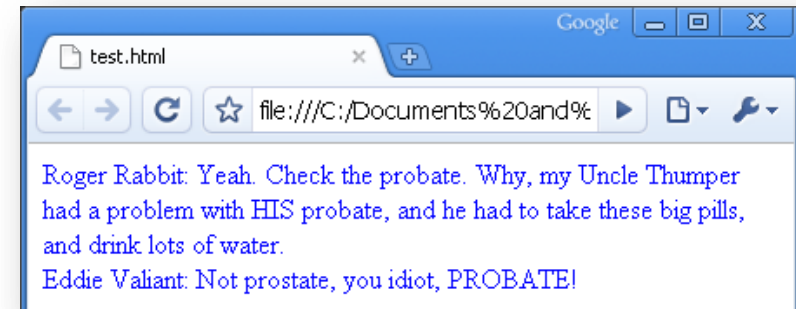 Google
test.html
file:///C:/Documents%20and%
Roger Rabbit: Yeah. Check the probate. Why, my Uncle Thumper
had a problem with HIS probate, and he had to take these big pills,
and drink lots of water.
Eddie Valiant: Not prostate, you idiot, PROBATE!